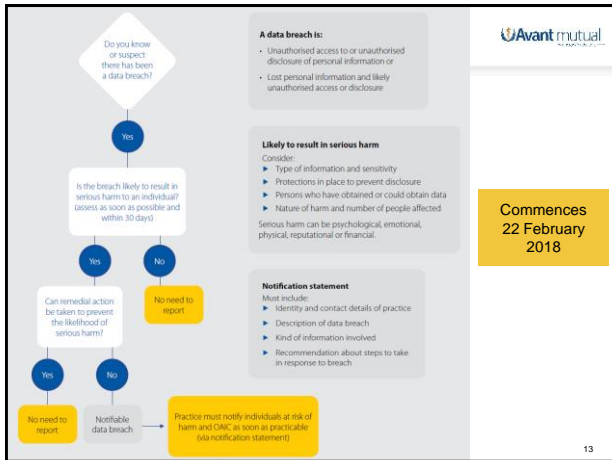 Do you know
or suspect
there has been
a data breach?
Yes
Is the breach likely to result in
serious harm to an individual?
(assess as soon as possible and
within 30 days)
Yes
No
Can remedial action
be taken to prevent
the likelihood of
serious harm?
No need to
report
Yes
No
No need to
report
Notifiable
data breach
Practice must notify individuals at risk of
harm and OAIC as soon as practicable
(via notification statement)
A data breach is:
• Unauthorised access to or unauthorised
disclosure of personal information or
• Lost personal information and likely
unauthorised access or disclosure
Likely to result in serious harm
Consider:
▶ Type of information and sensitivity
▶ Protections in place to prevent disclosure
▶ Persons who have obtained or could obtain data
▶ Nature of harm and number of people affected
Serious harm can be psychological, emotional,
physical, reputational or financial.
Notification statement
Must include:
▶ Identity and contact details of practice
▶ Description of data breach
▶ Kind of information involved
▶ Recommendation about steps to take
in response to breach
Avant mutual
Commences
22 February
2018
13